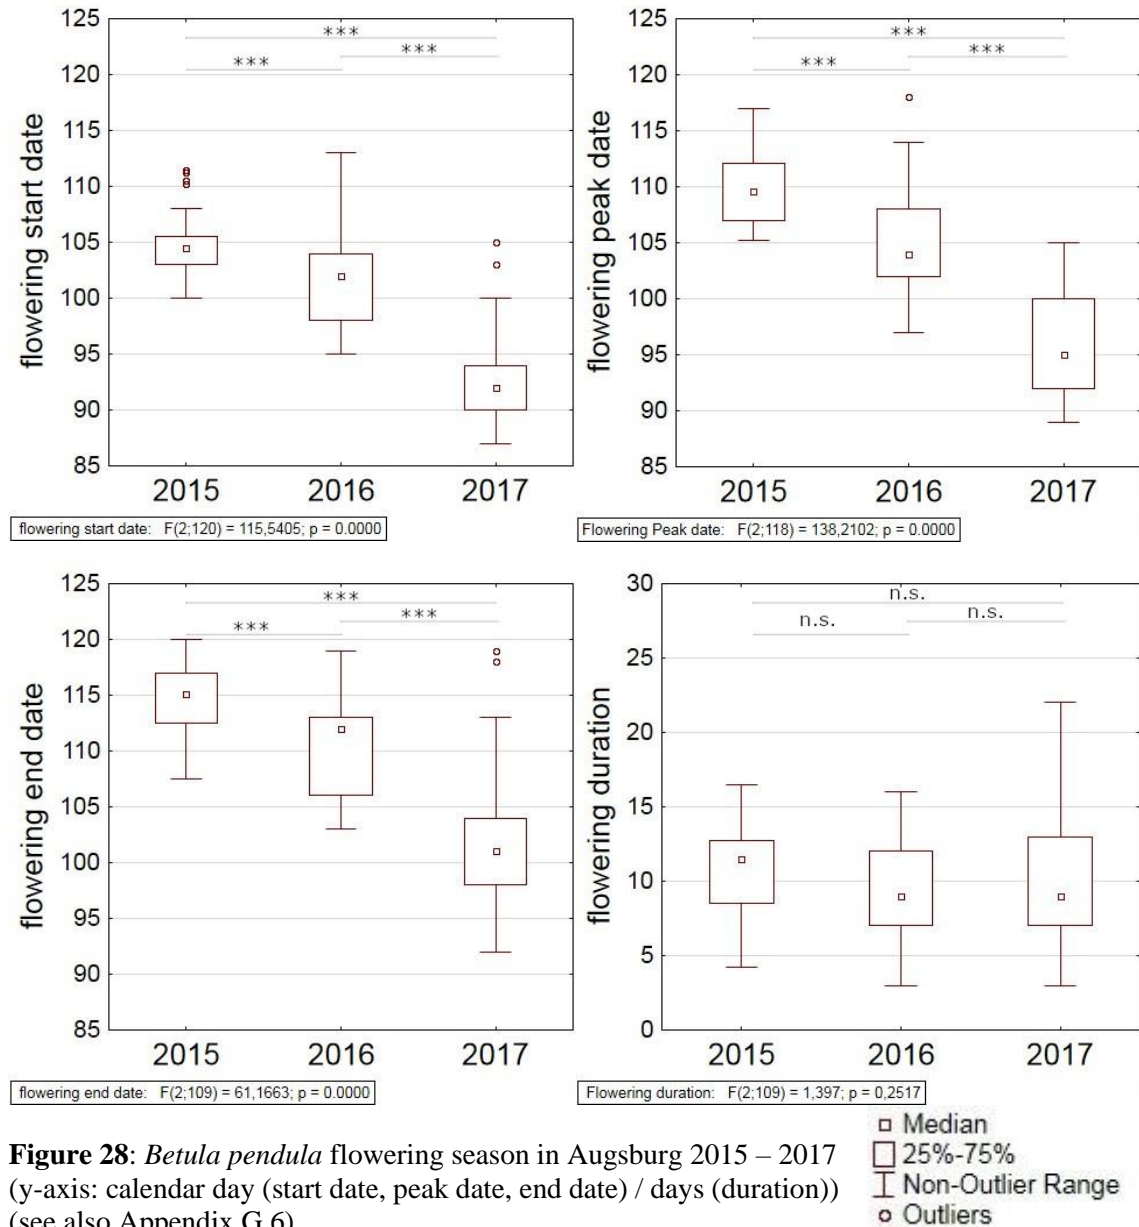 125
120
115
110
105
100
95
90
85
flowering start date
***
***
***
2015 2016 2017
flowering start date: F(2;120) = 115,5405; p = 0.0000
125
120
115
110
105
100
95
90
85
flowering peak date
***
***
***
2015 2016 2017
Flowering Peak date: F(2;118) = 138,2102; p = 0.0000
125
120
115
110
105
100
95
90
85
flowering end date
***
***
***
2015 2016 2017
flowering end date: F(2;109) = 61,1663; p = 0.0000
30
25
20
15
10
5
0
flowering duration
n.s.
n.s.
n.s.
2015 2016 2017
Flowering duration: F(2;109) = 1,397; p = 0,2517
Figure 28: Betula pendula flowering season in Augsburg 2015 – 2017
(y-axis: calendar day (start date, peak date, end date) / days (duration))
(see also Appendix G 6)
Median
25%-75%
Non-Outlier Range
Outliers